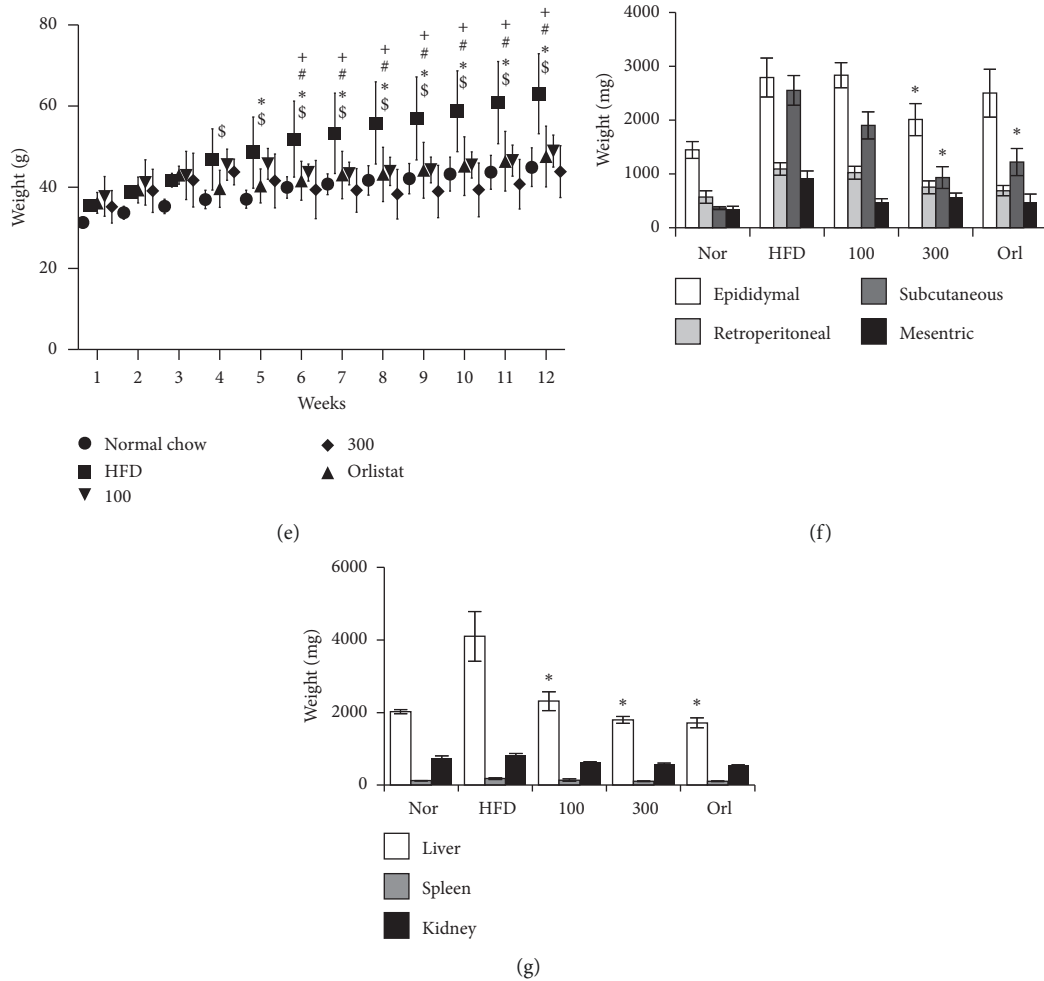 80
60
40
20
0
Weight (g)
$
*
$
+
#
*
$
+
#
*
$
+
#
*
$
+
#
*
$
+
#
*
$
+
#
*
$
+
#
*
$
1 2 3 4 5 6 7 8 9 10 11 12
Weeks
Normal chow
HFD
100
300
Orlistat
(e)
4000
3000
2000
1000
0
Weight (mg)
* * *
Nor HFD 100 300 Orl
Epididymal
Retroperitoneal
Subcutaneous
Mesentric
(f)
6000
4000
2000
0
Weight (mg)
* * *
Nor HFD 100 300 Orl
Liver
Spleen
Kidney
(g)